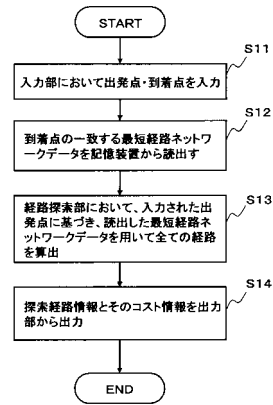 START
S11
入力部において出発点・到着点を入力
S12
到着点の一致する最短経路ネットワ
ークデータを記憶装置から読出す
S13
経路探索部において、入力された出
発点に基づき、読出した最短経路ネ
ットワークデータを用いて全ての経路
を算出
S14
探索経路情報とそのコスト情報を出力
部から出力
END